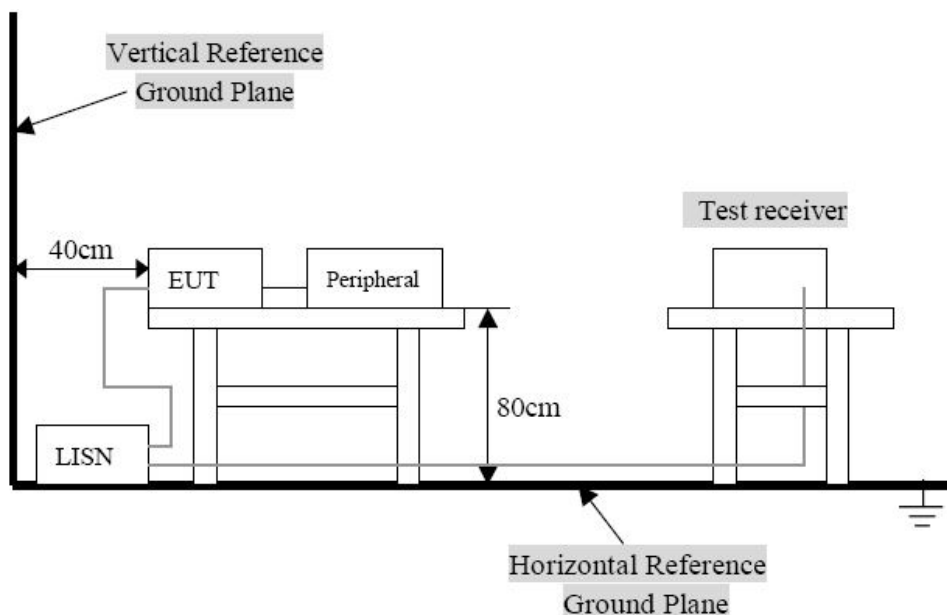 Vertical Reference
Ground Plane
Test receiver
40cm
EUT
Peripheral
80cm
LISN
Horizontal Reference
Ground Plane